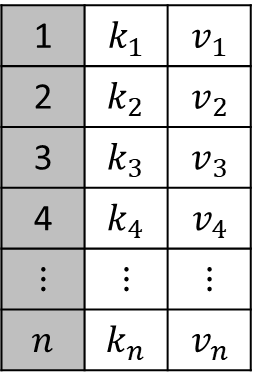 1 k₁ v₁
2 k₂ v₂
3 k₃ v₃
4 k₄ v₄
⋮ ⋮ ⋮
n kₙ vₙ